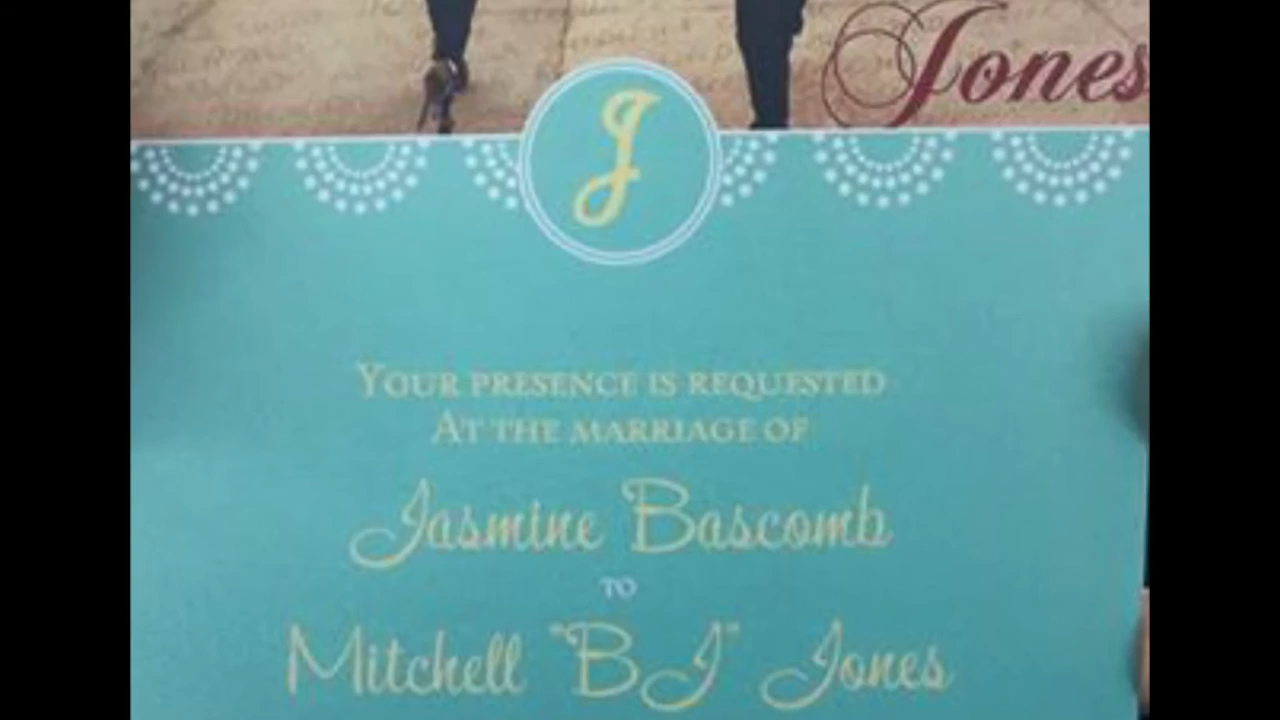 Jones
J
YOUR PRESENCE IS REQUESTED
AT THE MARRIAGE OF
Jasmine Bascomb
TO
Mitchell "BJ" Jones